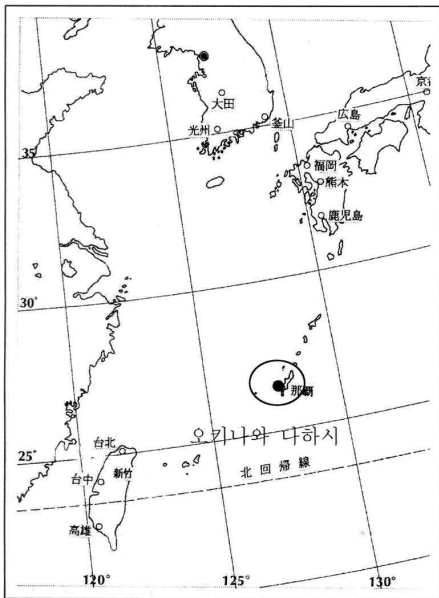 大田
京都
広島
釜山
光州
35°
福岡
熊本
鹿児島
30°
那覇
오키나와 나하시
25°
台北
北回帰線
台中
新竹
高雄
120°
125°
130°